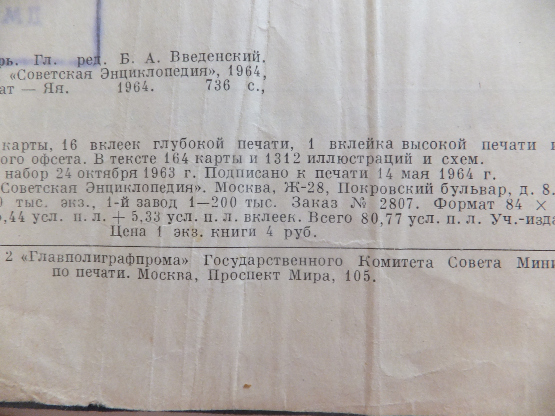 ДМ
рь. Гл. ред. Б. А. Введенский.
«Советская Энциклопедия», 1964,
ат — Яя. 1964. 736 с.,
карты, 16 вклеек глубокой печати, 1 вклейка высокой печати и
ого офсета. В тексте 164 карты и 1312 иллюстраций и схем.
набор 24 октября 1963 г. Подписано к печати 14 мая 1964 г.
Советская Энциклопедия». Москва, Ж-28, Покровский бульвар, д. 8.
0 тыс. экз., 1-й завод 1—200 тыс. Заказ № 2807. Формат 84 ×
,44 усл. п. л. + 5,33 усл. п. л. вклеек. Всего 80,77 усл. п. л. Уч.-изда
Цена 1 экз. книги 4 руб.
2 «Главполиграфпрома» Государственного Комитета Совета Мини
по печати. Москва, Проспект Мира, 105.